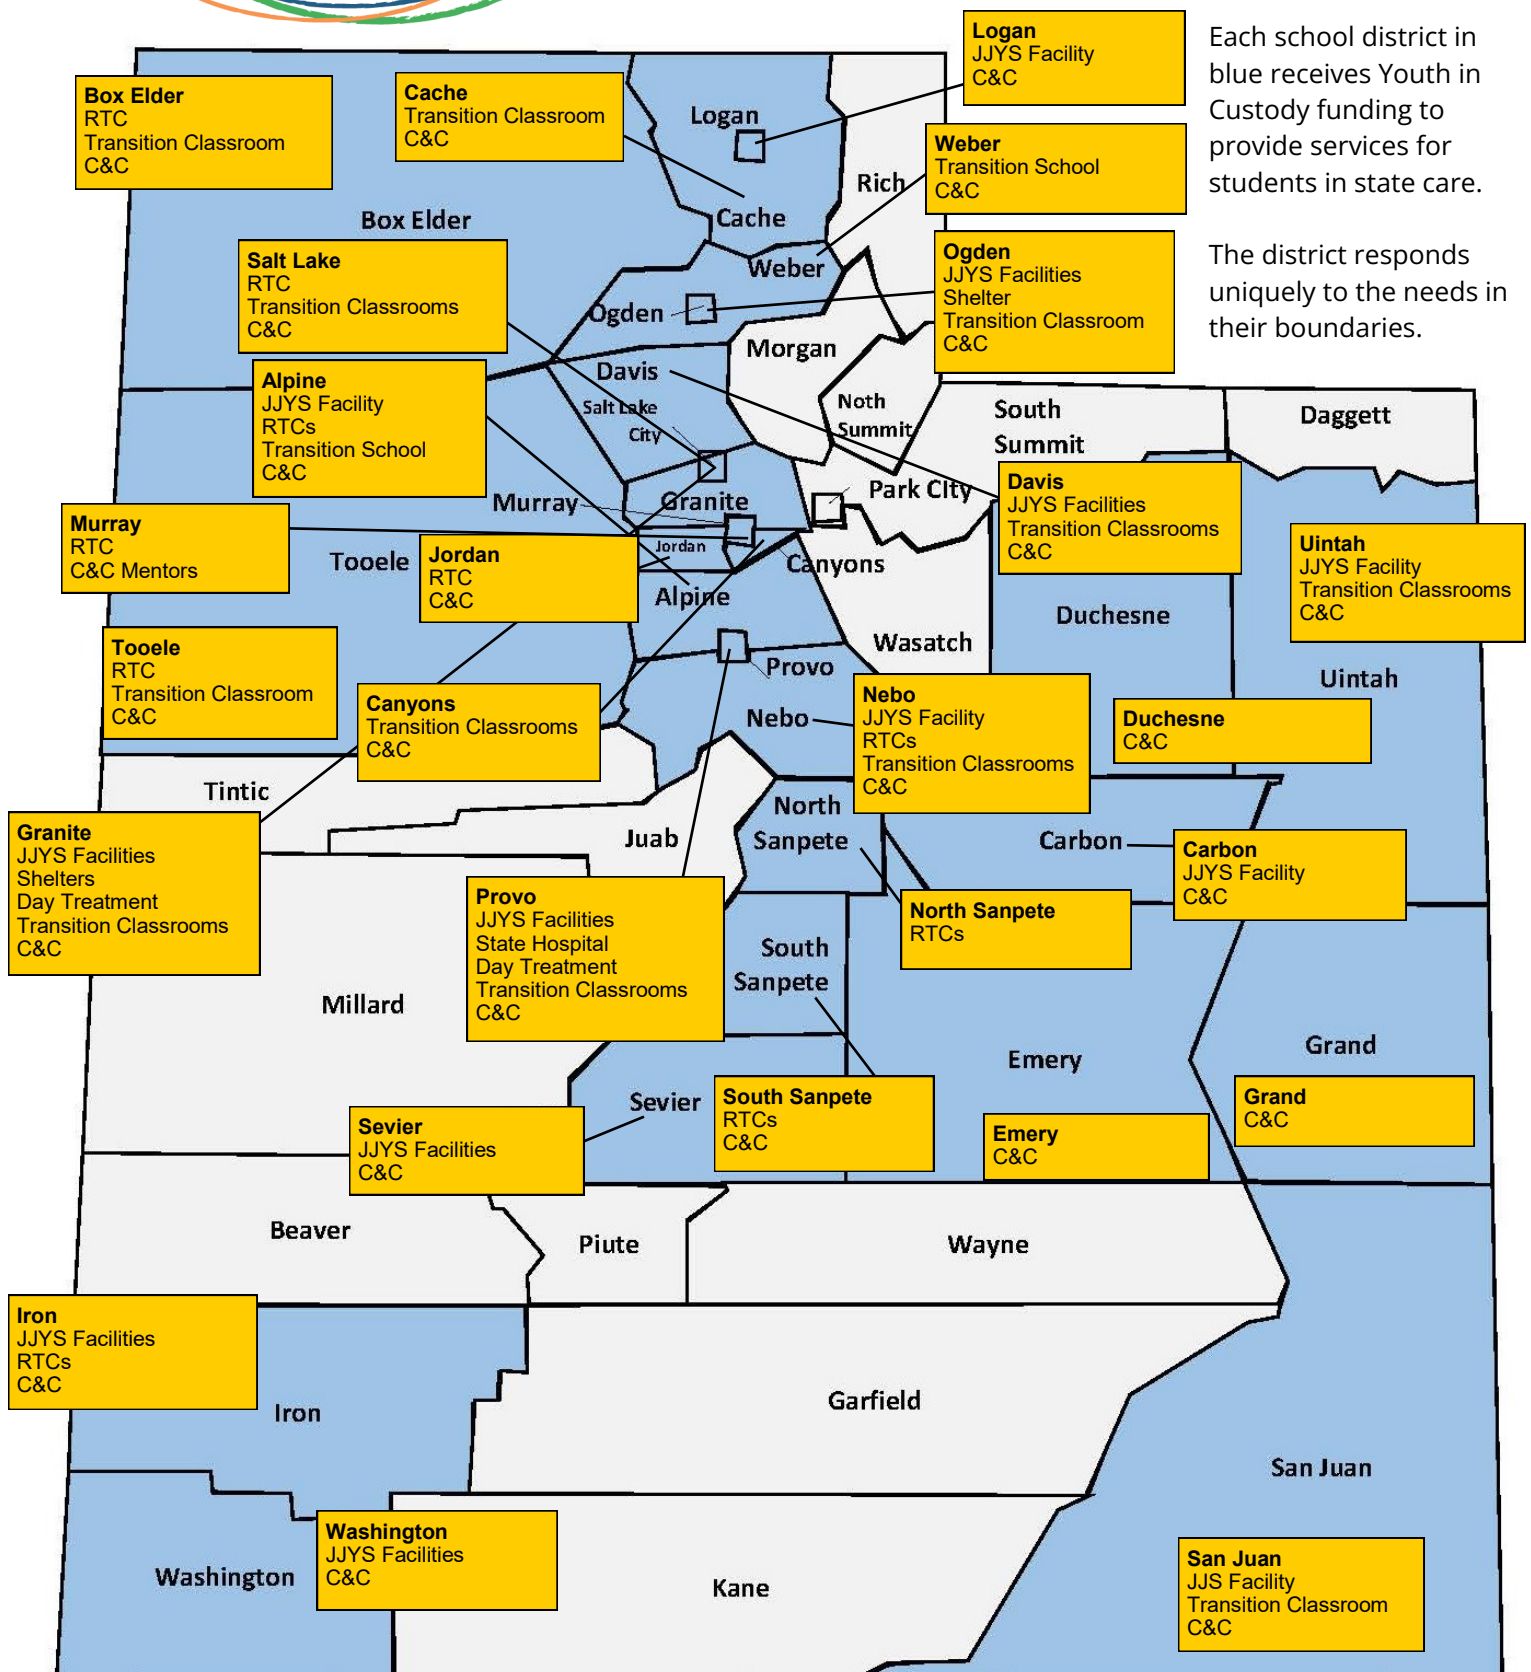 Logan
JJYS Facility
C&C
Each school district in
blue receives Youth in
Custody funding to
provide services for
students in state care.
The district responds
uniquely to the needs in
their boundaries.
Box Elder
RTC
Transition Classroom
C&C
Cache
Transition Classroom
C&C
Logan
Weber
Transition School
C&C
Rich
Box Elder
Cache
Salt Lake
RTC
Transition Classrooms
C&C
Weber
Ogden
JJYS Facilities
Shelter
Transition Classroom
C&C
Ogden
Morgan
Davis
Alpine
JJYS Facility
RTCs
Transition School
C&C
Salt Lake
City
Noth
Summit
South
Summit
Daggett
Murray
Granite
Park CIty
Davis
JJYS Facilities
Transition Classrooms
C&C
Murray
RTC
C&C Mentors
Tooele
Jordan
RTC
C&C
Jordan
Canyons
Uintah
JJYS Facility
Transition Classrooms
C&C
Alpine
Duchesne
Tooele
RTC
Transition Classroom
C&C
Wasatch
Provo
Uintah
Canyons
Transition Classrooms
C&C
Nebo
Nebo
JJYS Facility
RTCs
Transition Classrooms
C&C
Duchesne
C&C
Tintic
North
Sanpete
Juab
Carbon
Carbon
JJYS Facility
C&C
Granite
JJYS Facilities
Shelters
Day Treatment
Transition Classrooms
C&C
Provo
JJYS Facilities
State Hospital
Day Treatment
Transition Classrooms
C&C
North Sanpete
RTCs
South
Sanpete
Millard
Emery
Grand
Sevier
South Sanpete
RTCs
C&C
Grand
C&C
Sevier
JJYS Facilities
C&C
Emery
C&C
Beaver
Piute
Wayne
Iron
JJYS Facilities
RTCs
C&C
Iron
Garfield
San Juan
Washington
JJYS Facilities
C&C
Washington
Kane
San Juan
JJS Facility
Transition Classroom
C&C